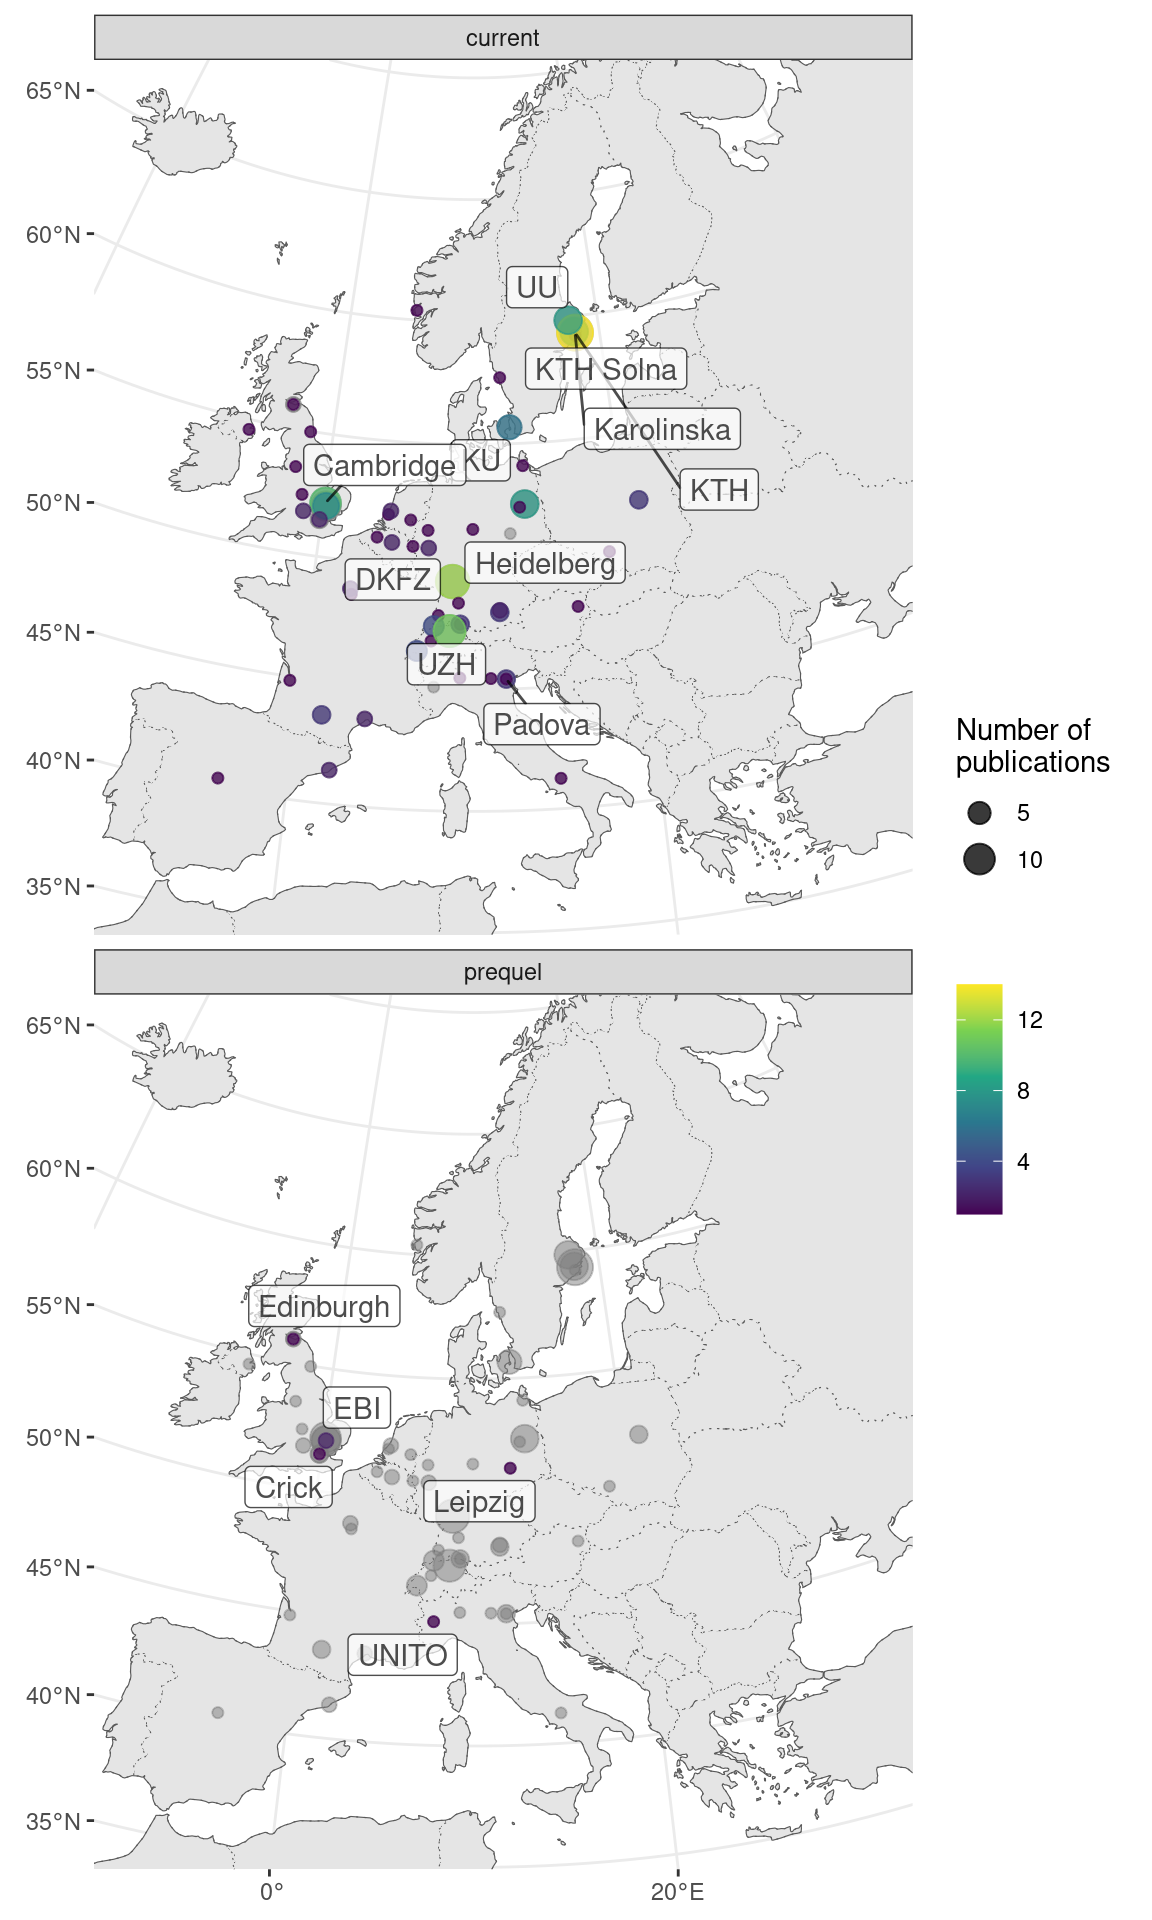 current
65°N
60°N
UU
55°N
KTH Solna
Karolinska
Cambridge
KU
KTH
50°N
Heidelberg
DKFZ
45°N
UZH
Padova
40°N
35°N
Number of
publications
5
10
prequel
12
8
4
65°N
60°N
55°N
Edinburgh
EBI
50°N
Crick
Leipzig
45°N
UNITO
40°N
35°N
0°
20°E